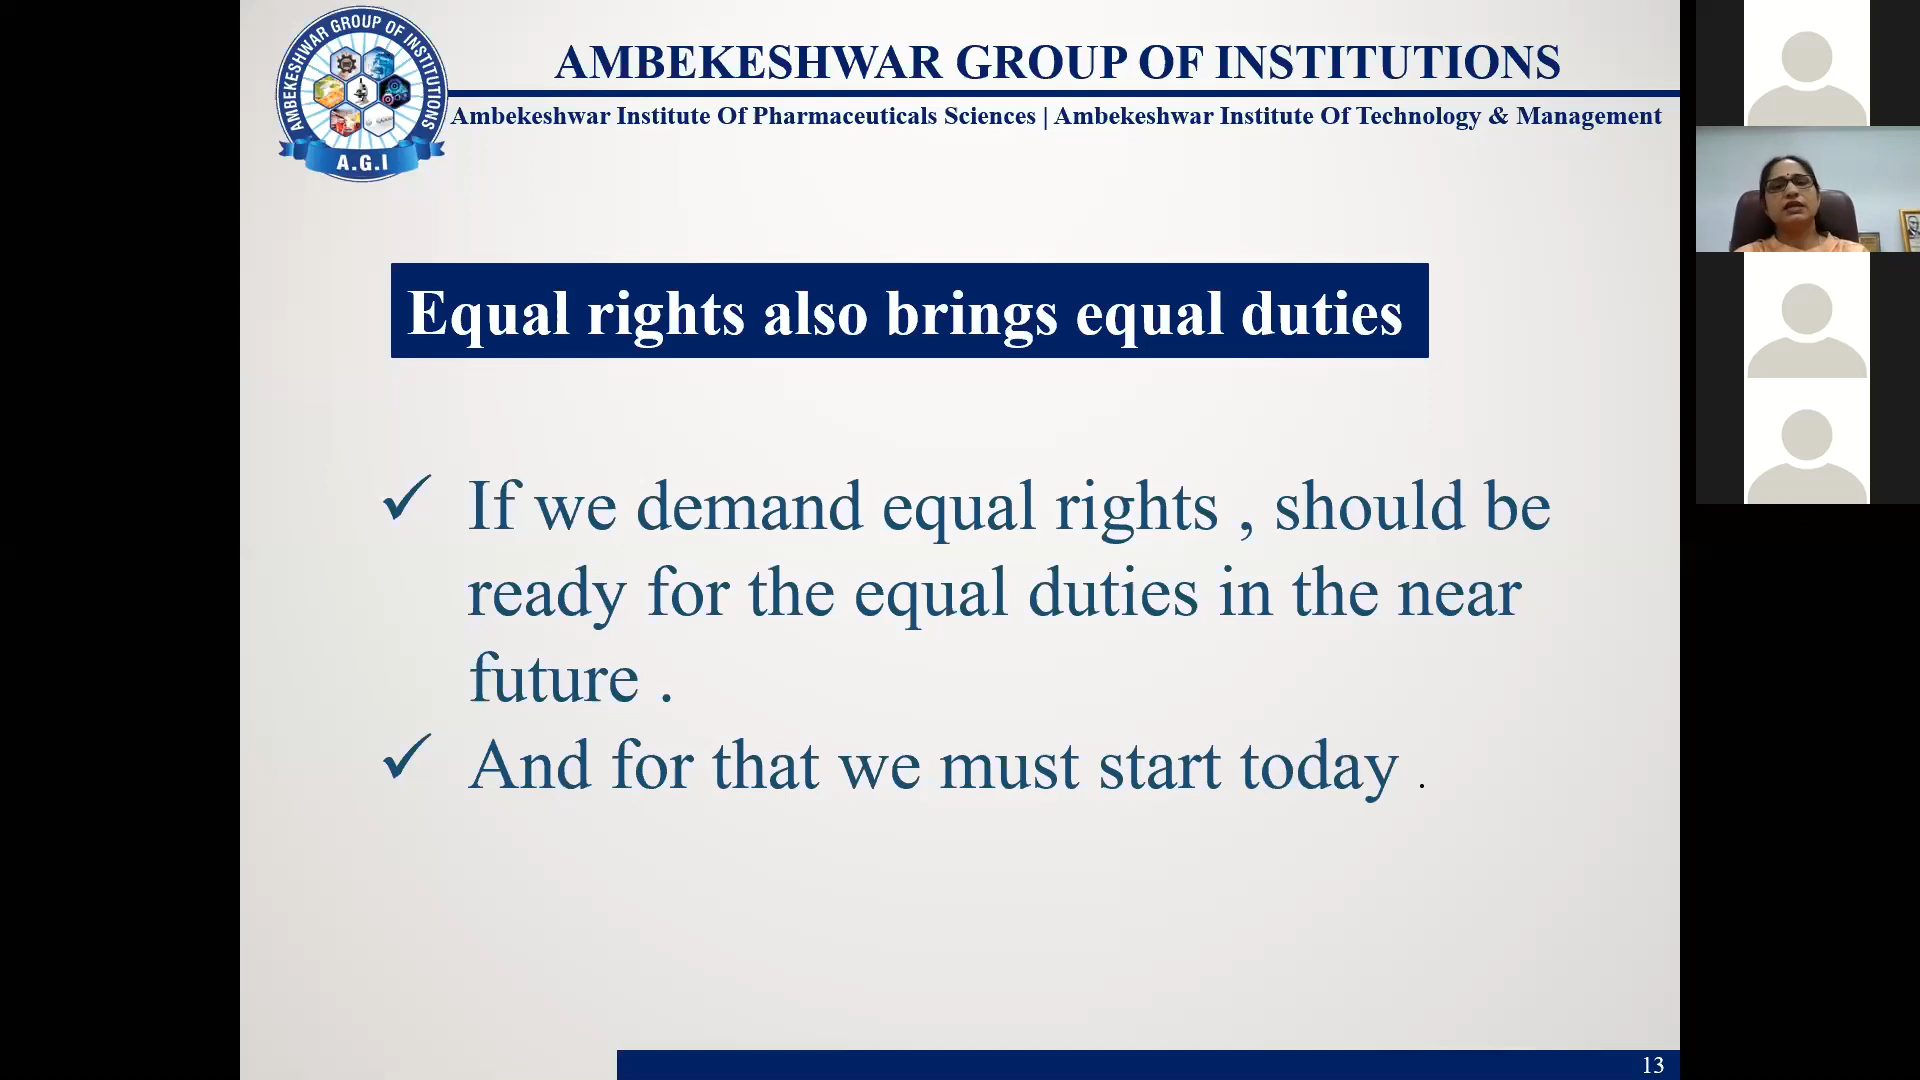 AMBEKESHWAR GROUP OF INSTITUTIONS
A.G.I
AMBEKESHWAR GROUP OF INSTITUTIONS
Ambekeshwar Institute Of Pharmaceuticals Sciences | Ambekeshwar Institute Of Technology & Management
Equal rights also brings equal duties
✓ If we demand equal rights , should be
ready for the equal duties in the near
future .
✓ And for that we must start today .
13